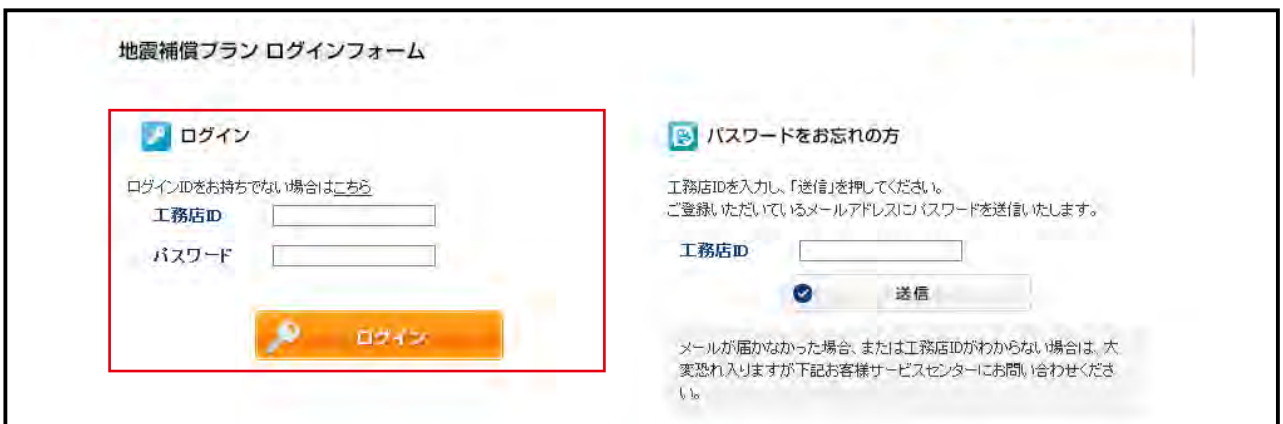 地震補償プラン ログインフォーム
ログイン
ログインIDをお持ちでない場合はこちら
工務店ID
パスワード
ログイン
パスワードをお忘れの方
工務店IDを入力し、「送信」を押してください。
ご登録いただいているメールアドレスにパスワードを送信いたします。
工務店ID
送信
メールが届かなかった場合、または工務店IDがわからない場合は、大
変恐れ入りますが下記お客様サービスセンターにお問い合わせくださ
い。